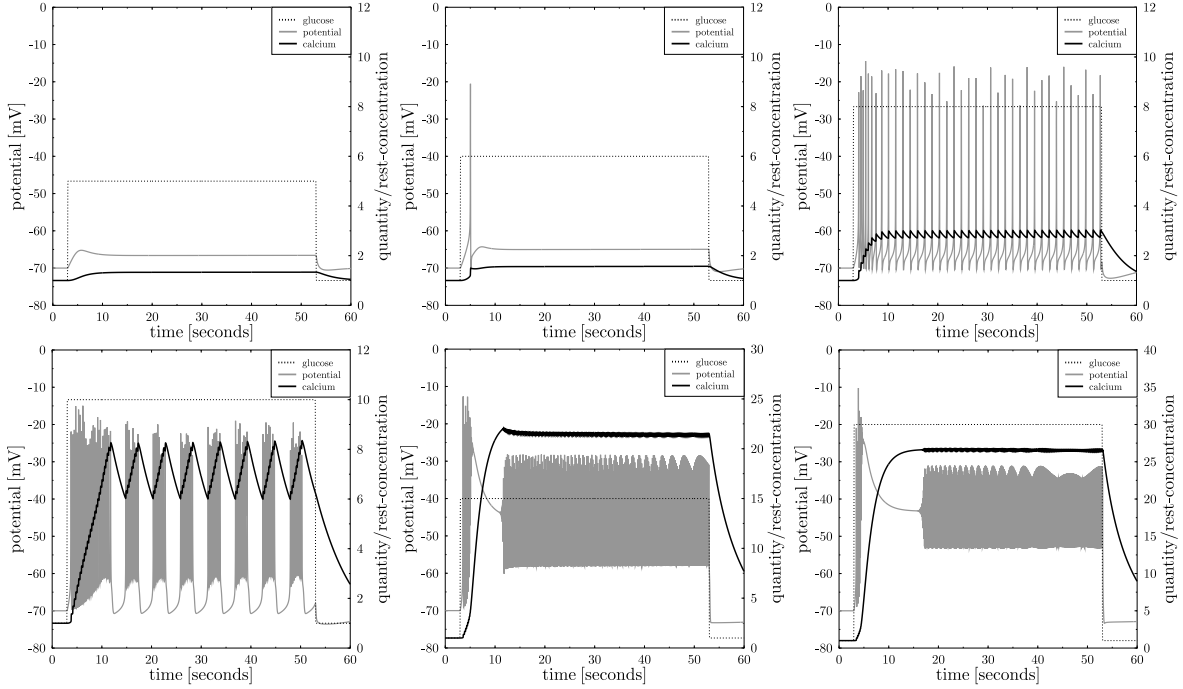 0
-10
-20
-30
-40
-50
-60
-70
-80
potential [mV]
0 10 20 30 40 50 60
time [seconds]
12
10
8
6
4
2
0
quantity/rest-concentration
glucose
potential
calcium
0
-10
-20
-30
-40
-50
-60
-70
-80
potential [mV]
0 10 20 30 40 50 60
time [seconds]
12
10
8
6
4
2
0
quantity/rest-concentration
glucose
potential
calcium
0
-10
-20
-30
-40
-50
-60
-70
-80
potential [mV]
0 10 20 30 40 50 60
time [seconds]
12
10
8
6
4
2
0
quantity/rest-concentration
glucose
potential
calcium
0
-10
-20
-30
-40
-50
-60
-70
-80
potential [mV]
0 10 20 30 40 50 60
time [seconds]
12
10
8
6
4
2
0
quantity/rest-concentration
glucose
potential
calcium
0
-10
-20
-30
-40
-50
-60
-70
-80
potential [mV]
0 10 20 30 40 50 60
time [seconds]
30
25
20
15
10
5
0
quantity/rest-concentration
glucose
potential
calcium
0
-10
-20
-30
-40
-50
-60
-70
-80
potential [mV]
0 10 20 30 40 50 60
time [seconds]
40
35
30
25
20
15
10
5
0
quantity/rest-concentration
glucose
potential
calcium